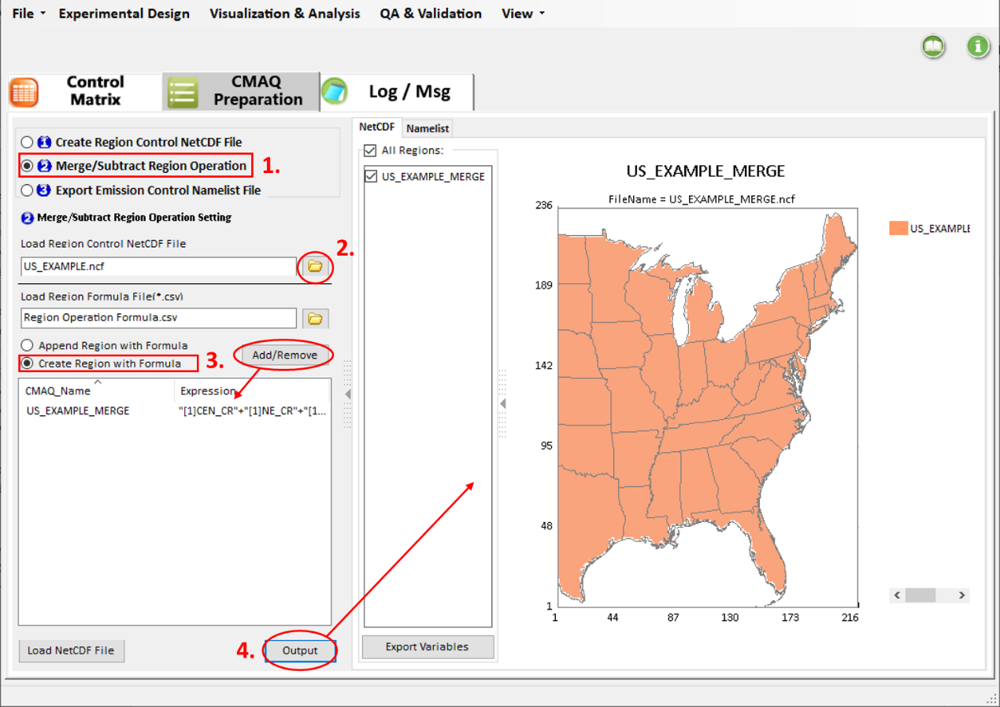 File
Experimental Design
Visualization & Analysis
QA & Validation
View
Control
Matrix
CMAQ
Preparation
Log / Msg
1 Create Region Control NetCDF File
2 Merge/Subtract Region Operation
1.
3 Export Emission Control Namelist File
2 Merge/Subtract Region Operation Setting
Load Region Control NetCDF File
2.
US_EXAMPLE.ncf
Load Region Formula File(*.csv)
Region Operation Formula.csv
Append Region with Formula
Create Region with Formula
3.
Add/Remove
CMAQ_Name
Expression
US_EXAMPLE_MERGE
"[1]CEN_CR"+"[1]NE_CR"+"[1...
Load NetCDF File
4.
Output
NetCDF
Namelist
All Regions:
US_EXAMPLE_MERGE
Export Variables
US_EXAMPLE_MERGE
FileName = US_EXAMPLE_MERGE.ncf
236
189
142
95
48
1
1
44
87
130
173
216
US_EXAMPLE